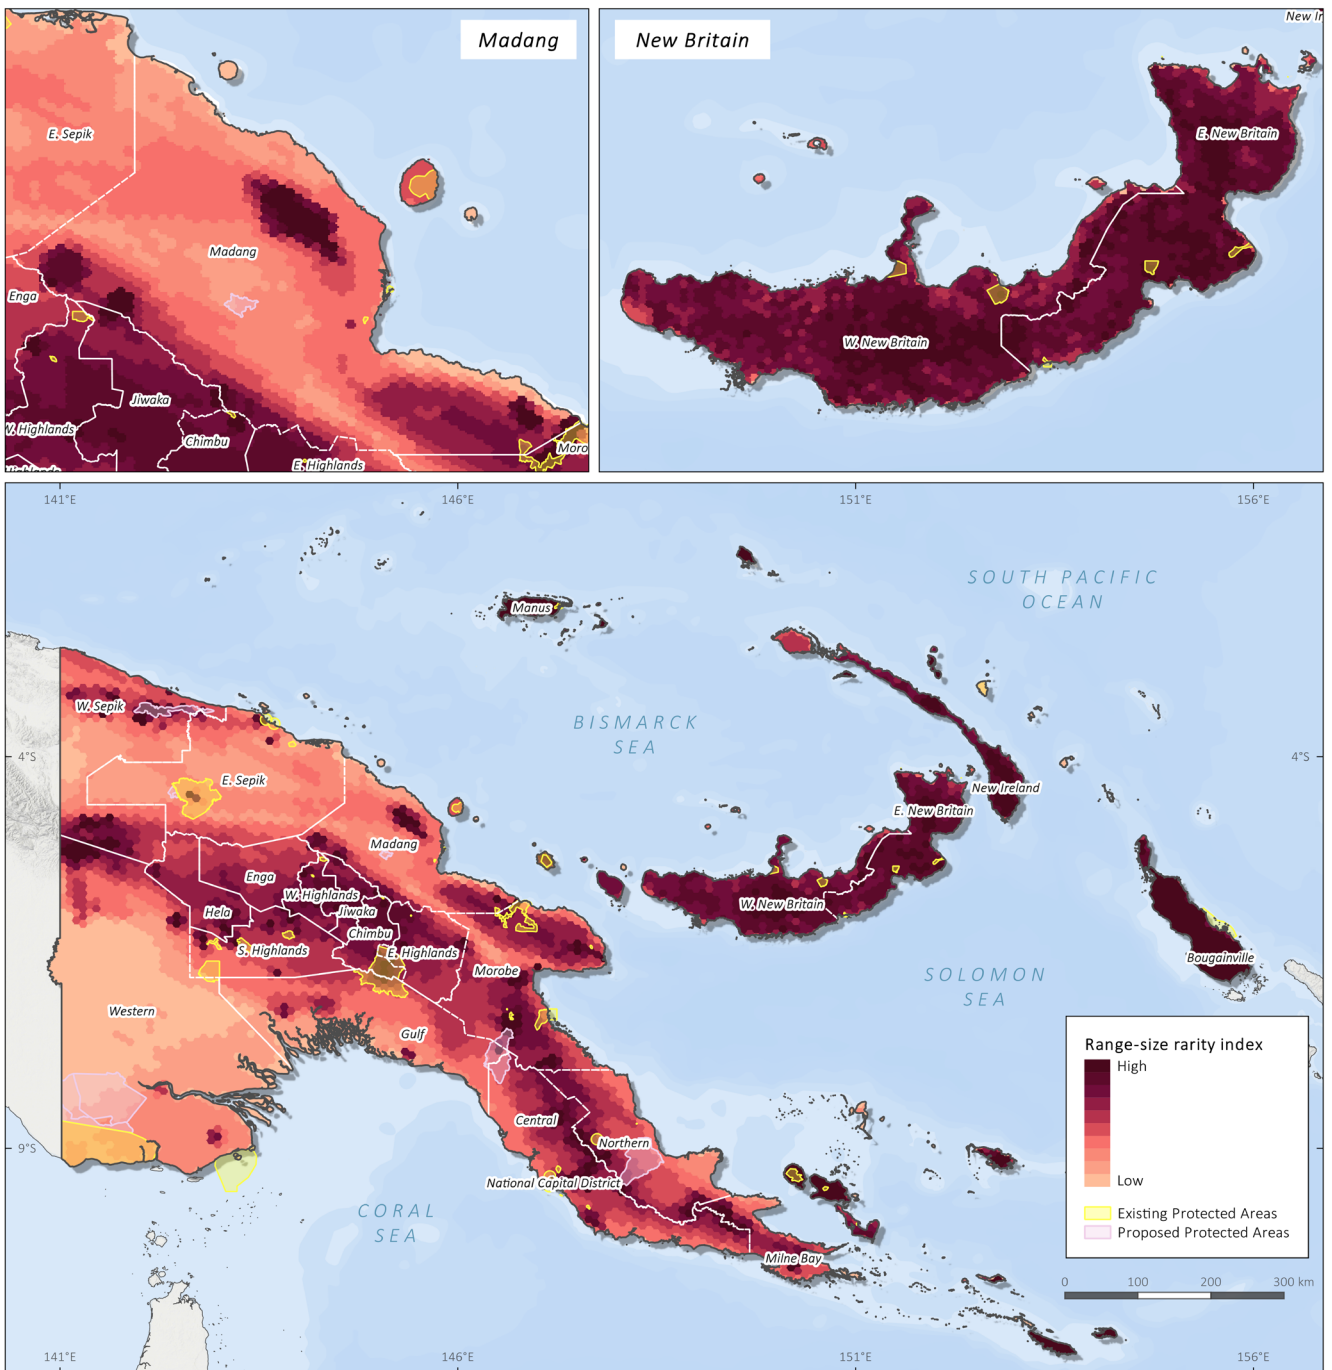 Madang
E. Sepik
Madang
Enga
Jiwaka
W. Highlands
Chimbu
E. Highlands
Moro
Highlands
New Britain
New Ir
E. New Britain
W. New Britain
141°E
146°E
151°E
156°E
SOUTH PACIFIC
OCEAN
Manus
W. Sepik
BISMARCK
SEA
4°S
4°S
E. Sepik
New Ireland
E. New Britain
Madang
Enga
W. Highlands
W. New Britain
Hela
Jiwaka
Chimbu
S. Highlands
E. Highlands
Bougainville
Morobe
SOLOMON
SEA
Western
Gulf
Central
Northern
9°S
National Capital District
CORAL
SEA
Milne Bay
Range-size rarity index
High
Low
Existing Protected Areas
Proposed Protected Areas
0 100 200 300 km
141°E
146°E
151°E
156°E